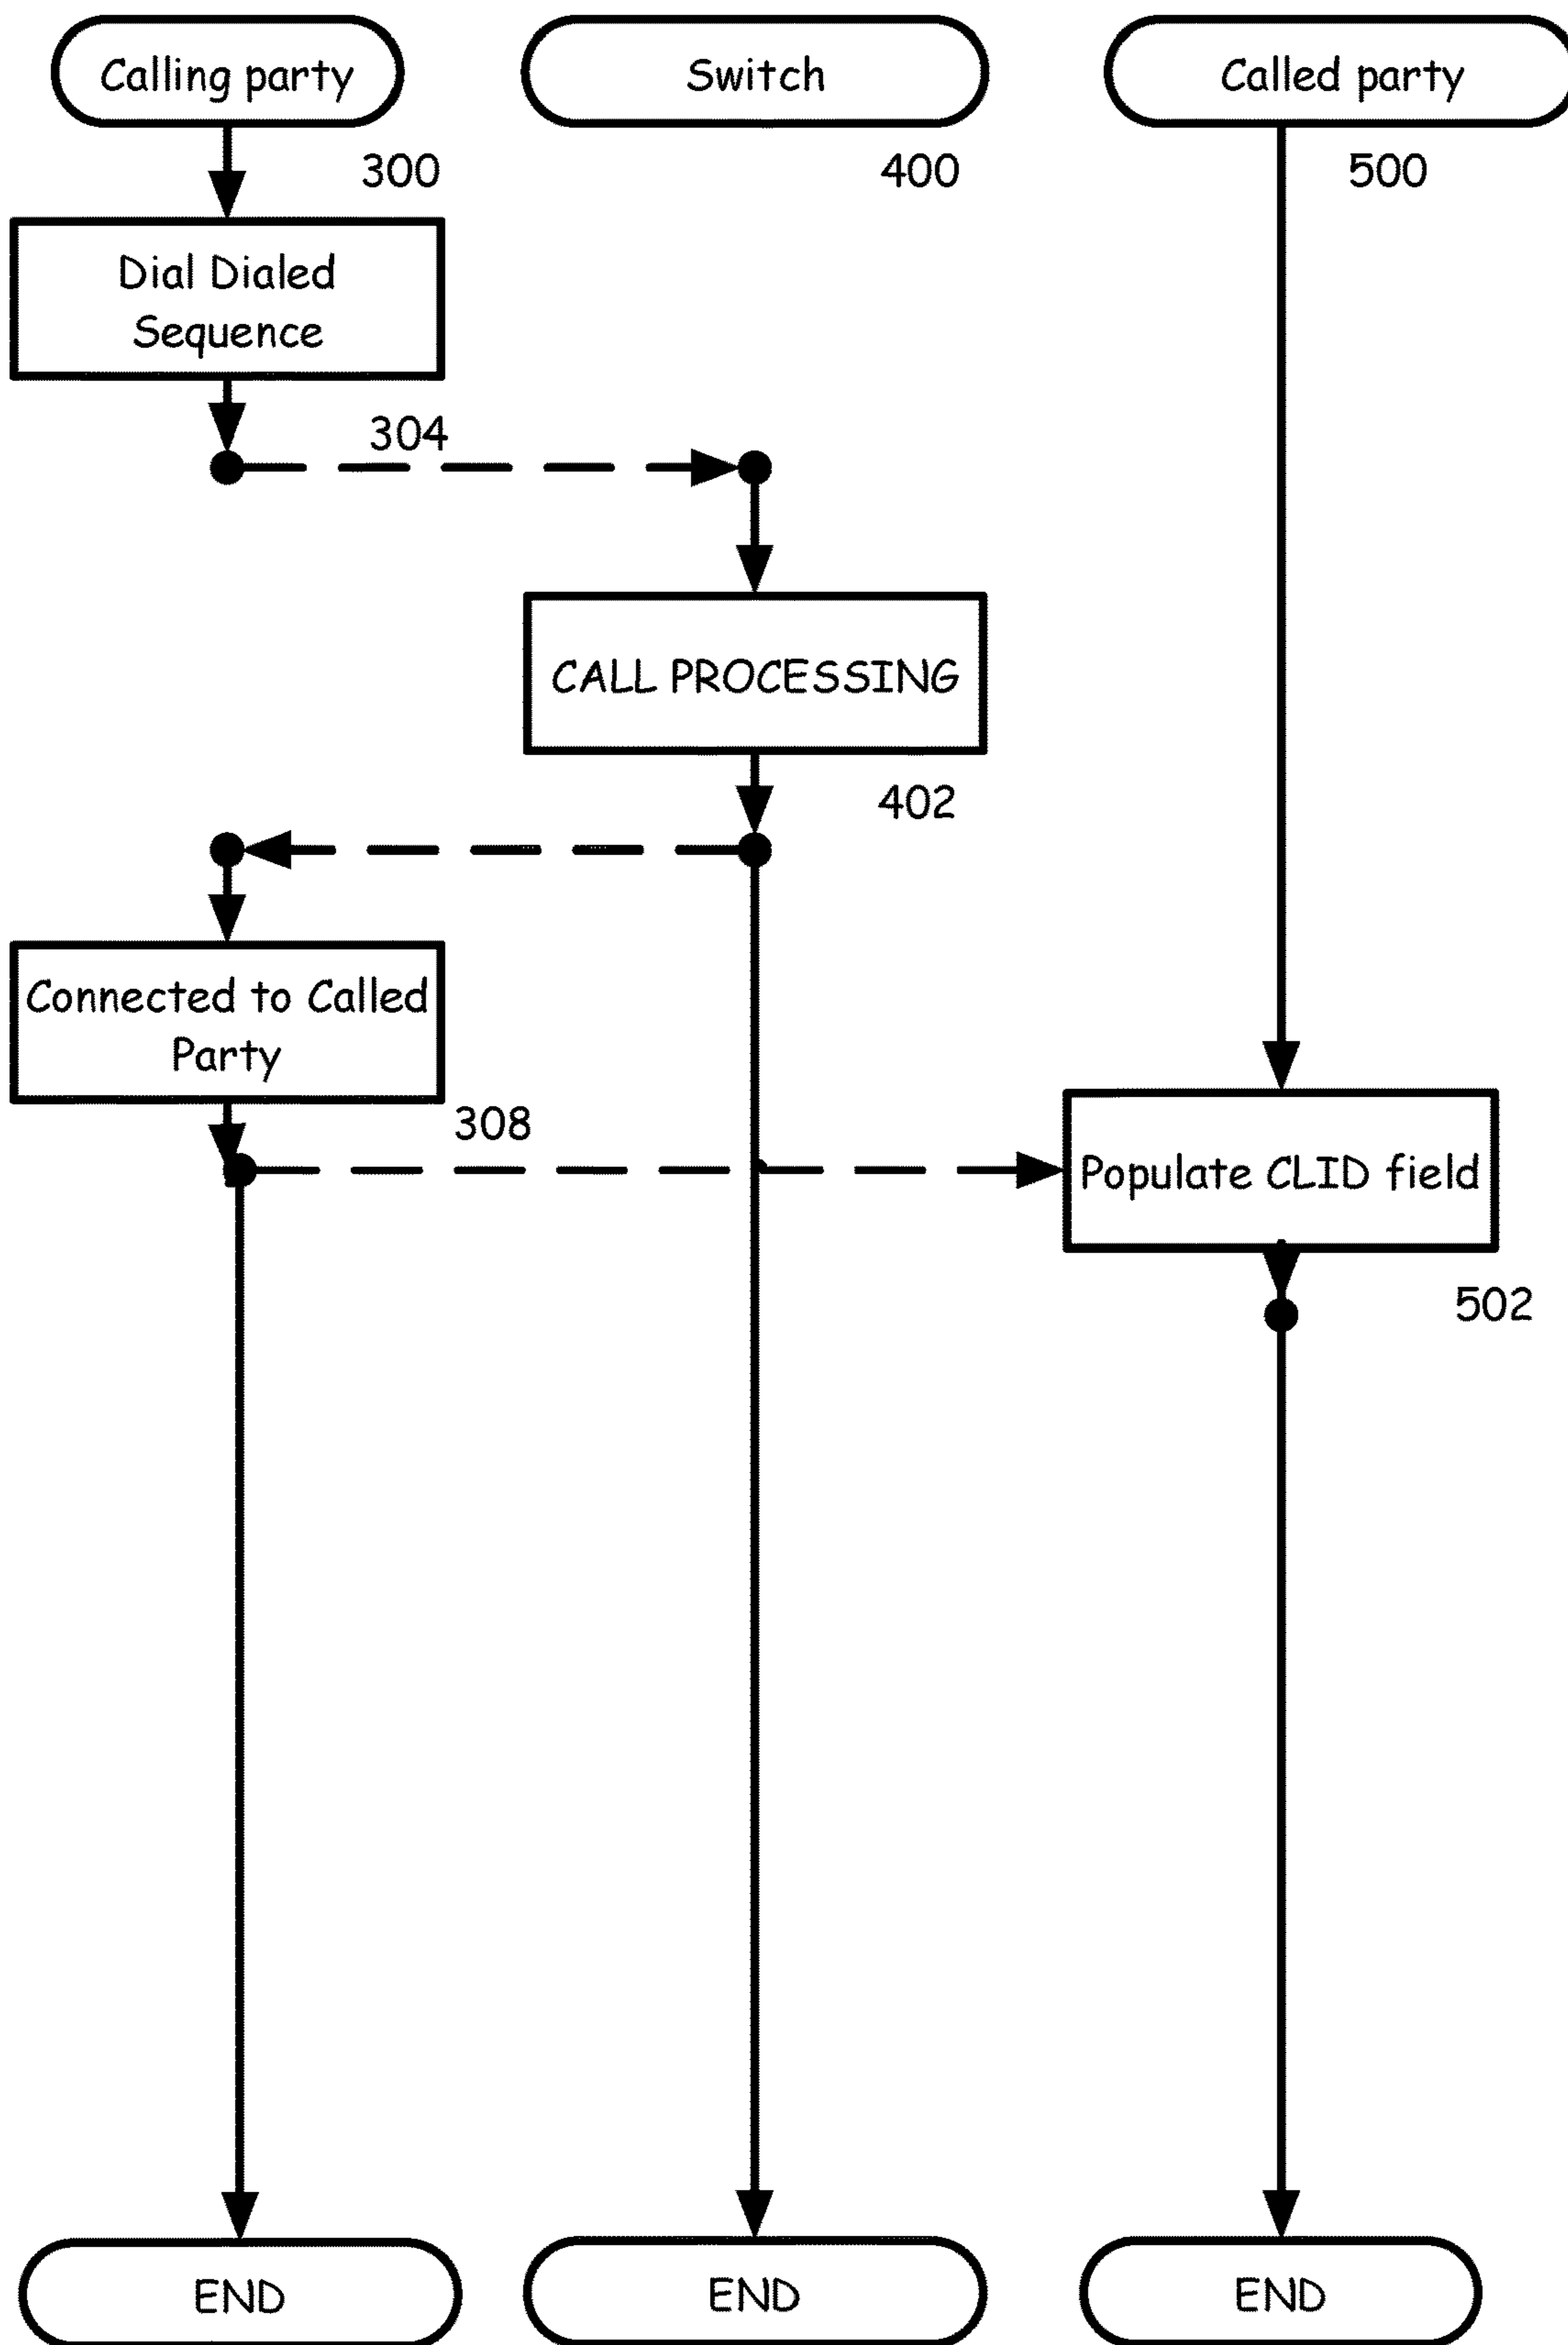 Calling party
Switch
Called party
300
400
500
Dial Dialed
Sequence
304
CALL PROCESSING
402
Connected to Called
Party
308
Populate CLID field
502
END
END
END